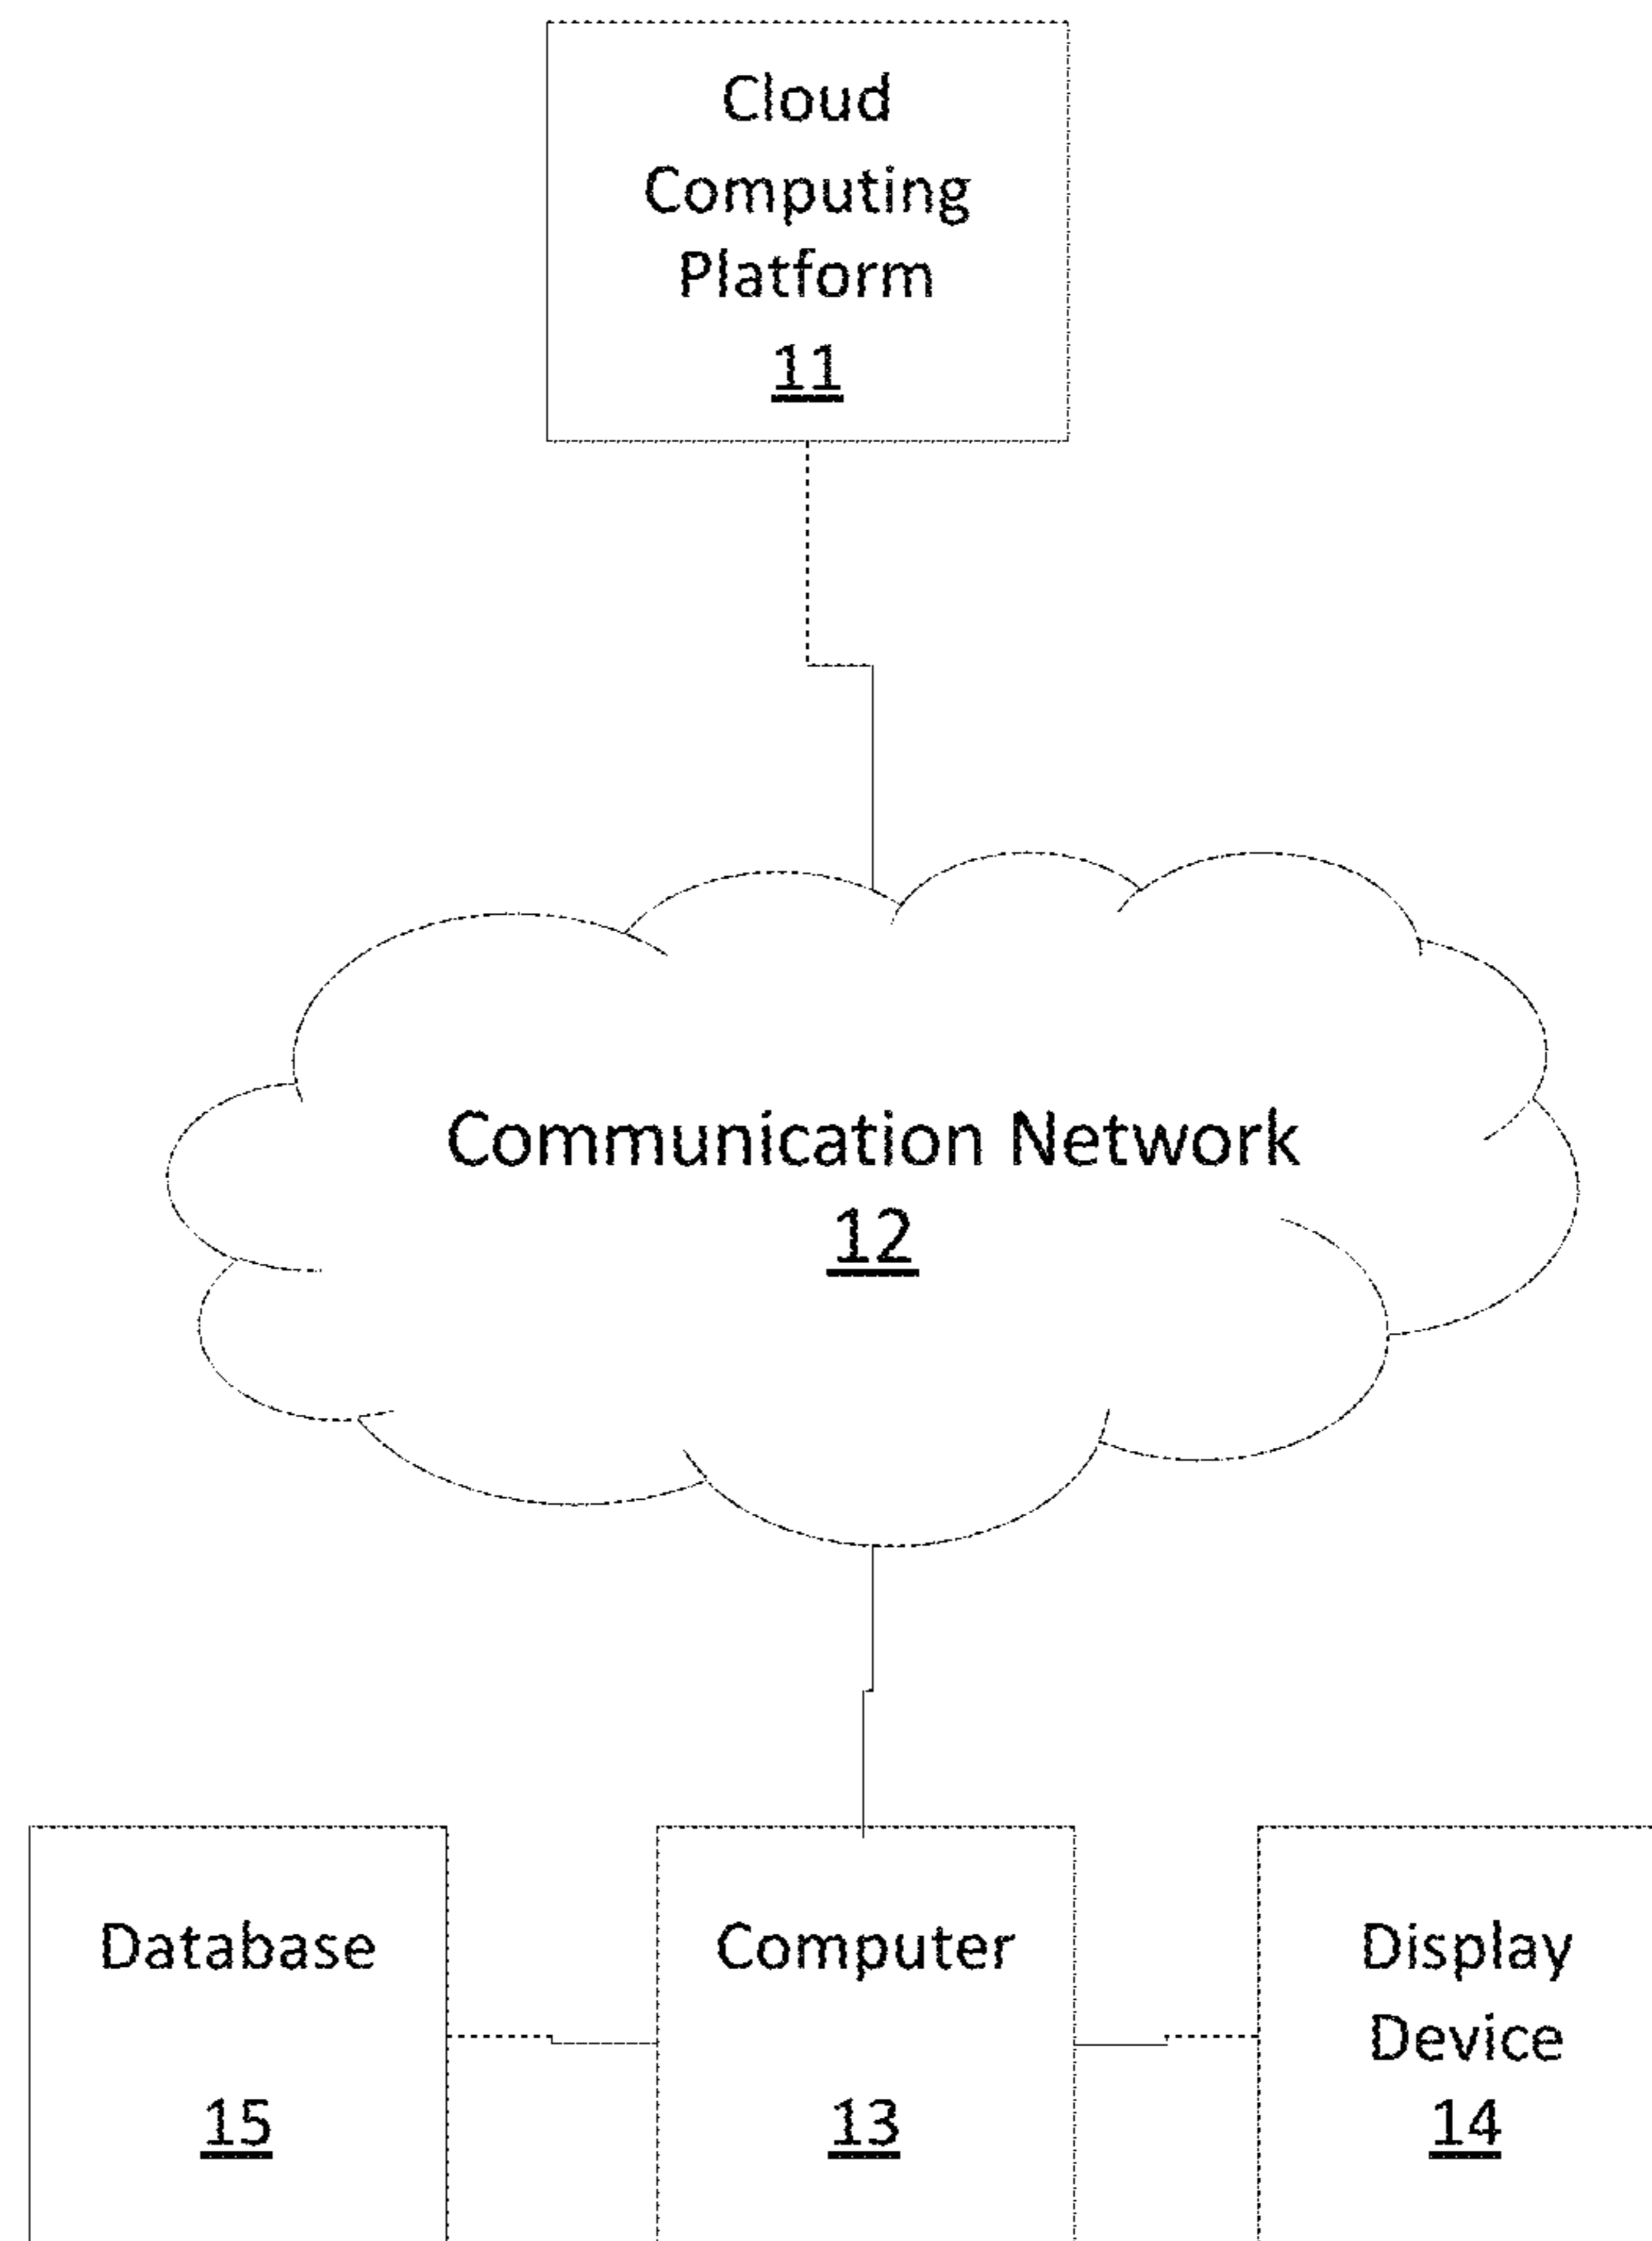 Cloud
Computing
Platform
11
Communication Network
12
Database
15
Computer
13
Display
Device
14